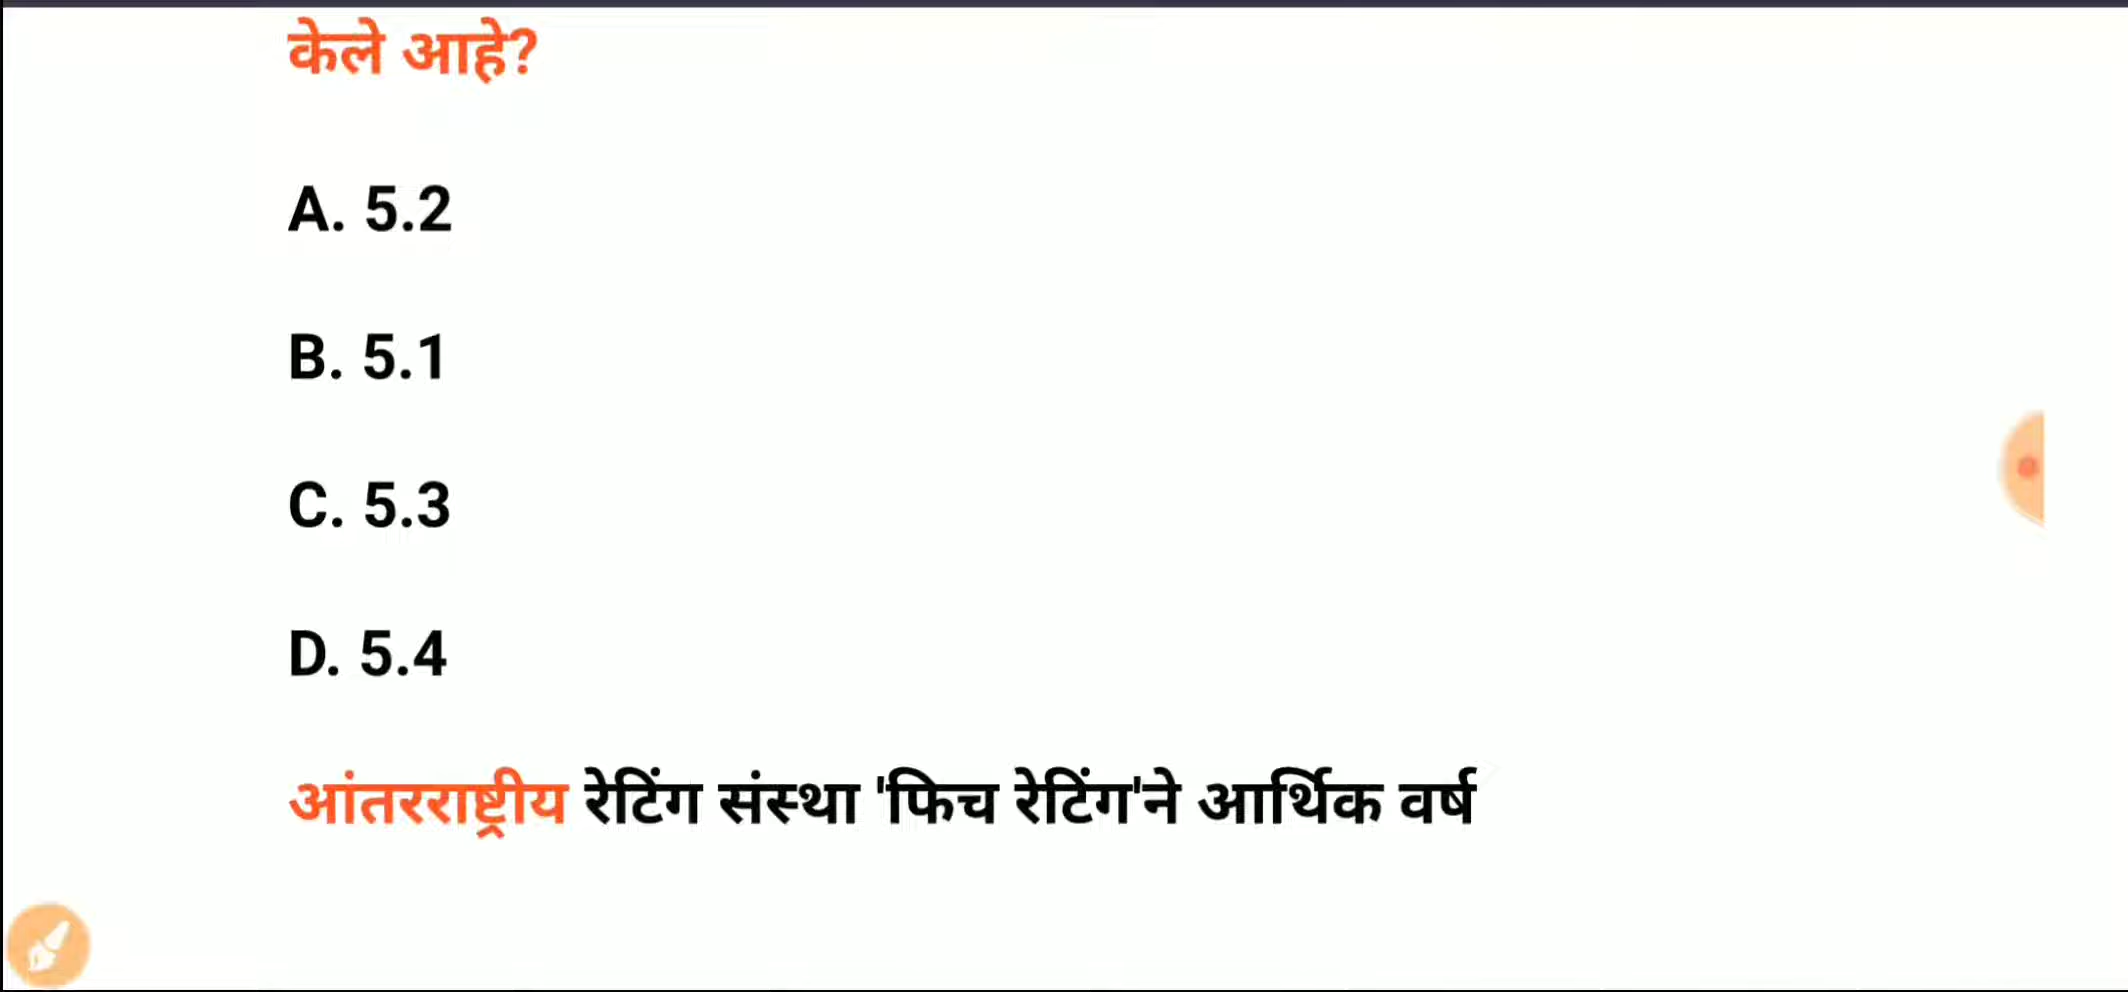 केले आहे?
A. 5.2
B. 5.1
C. 5.3
D. 5.4
आंतरराष्ट्रीय रेटिंग संस्था 'फिच रेटिंग'ने आर्थिक वर्ष